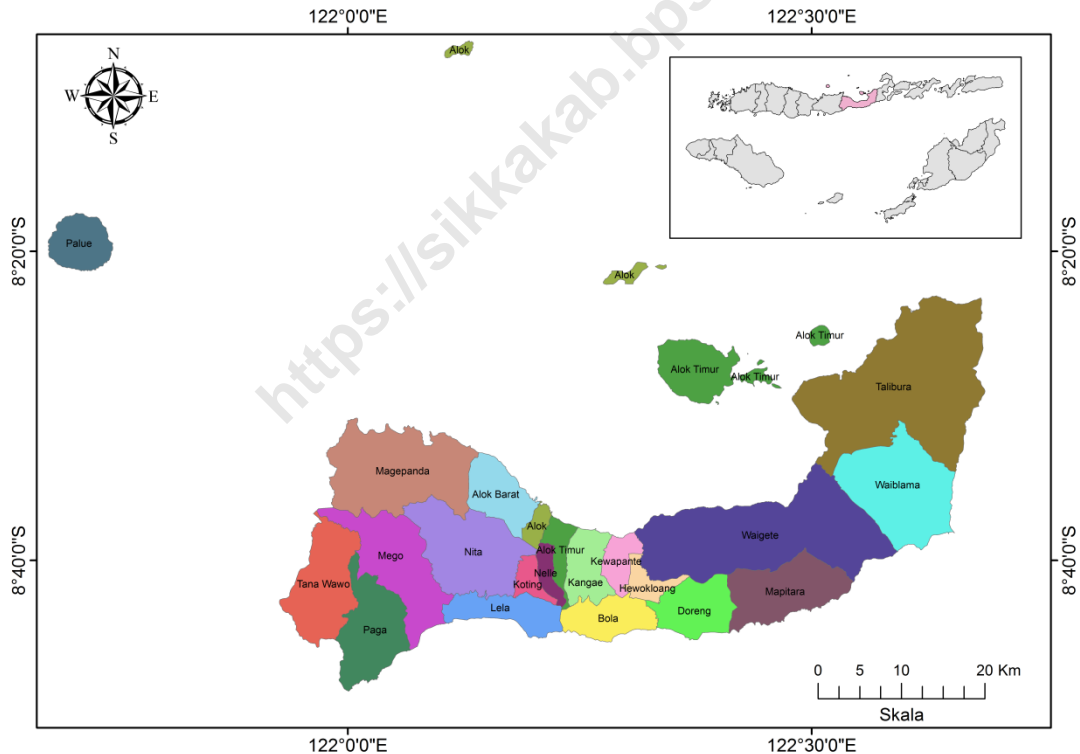 122°0'0"E 122°30'0"E
Alok
N
W E
S
https://sikkakab.bps
8°20'0"S 8°20'0"S
Palue
Alok
Alok Timur
Alok Timur
Alok Timur
Talibura
Magepanda
Waiblama
Alok Barat
Alok
Waigete
Alok Timur
Mego
Nita
Kewapante
8°40'0"S 8°40'0"S
Nelle
Tana Wawo
Koting
Kangae
Hewokloang
Mapitara
Lela
Doreng
Bola
Paga
0 5 10 20 Km
Skala
122°0'0"E 122°30'0"E